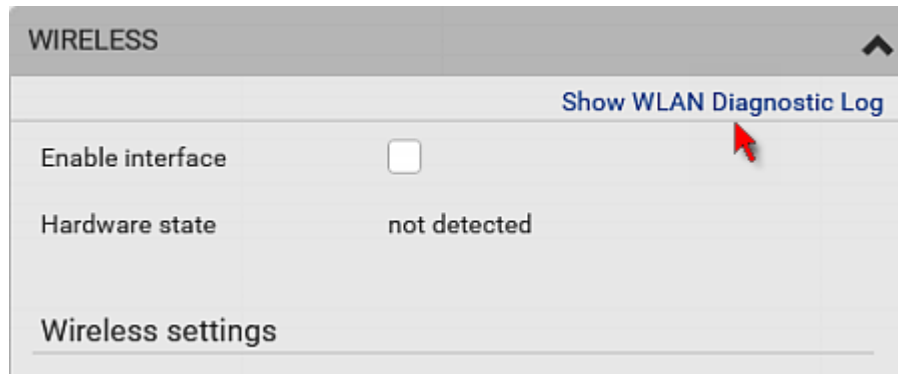 WIRELESS
Show WLAN Diagnostic Log
Enable interface
Hardware state not detected
Wireless settings